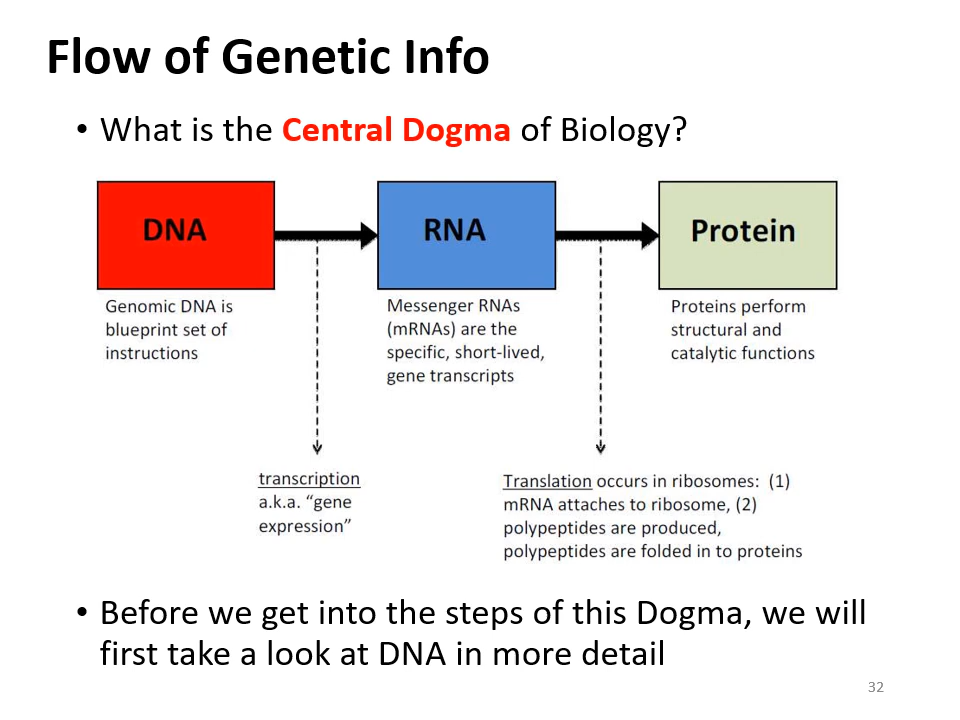 Flow of Genetic Info
• What is the Central Dogma of Biology?
DNA
RNA
Protein
Genomic DNA is
blueprint set of
instructions
Messenger RNAs
(mRNAs) are the
specific, short-lived,
gene transcripts
Proteins perform
structural and
catalytic functions
transcription
a.k.a. “gene
expression”
Translation occurs in ribosomes: (1)
mRNA attaches to ribosome, (2)
polypeptides are produced,
polypeptides are folded in to proteins
• Before we get into the steps of this Dogma, we will
first take a look at DNA in more detail
32